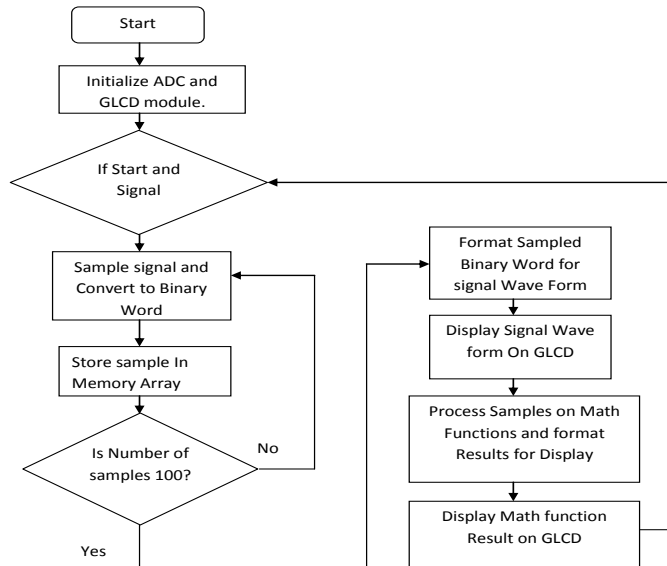 Start
Initialize ADC and
GLCD module.
If Start and
Signal
Sample signal and
Convert to Binary
Word
Store sample In
Memory Array
Is Number of
samples 100?
No
Yes
Format Sampled
Binary Word for
signal Wave Form
Display Signal Wave
form On GLCD
Process Samples on Math
Functions and format
Results for Display
Display Math function
Result on GLCD